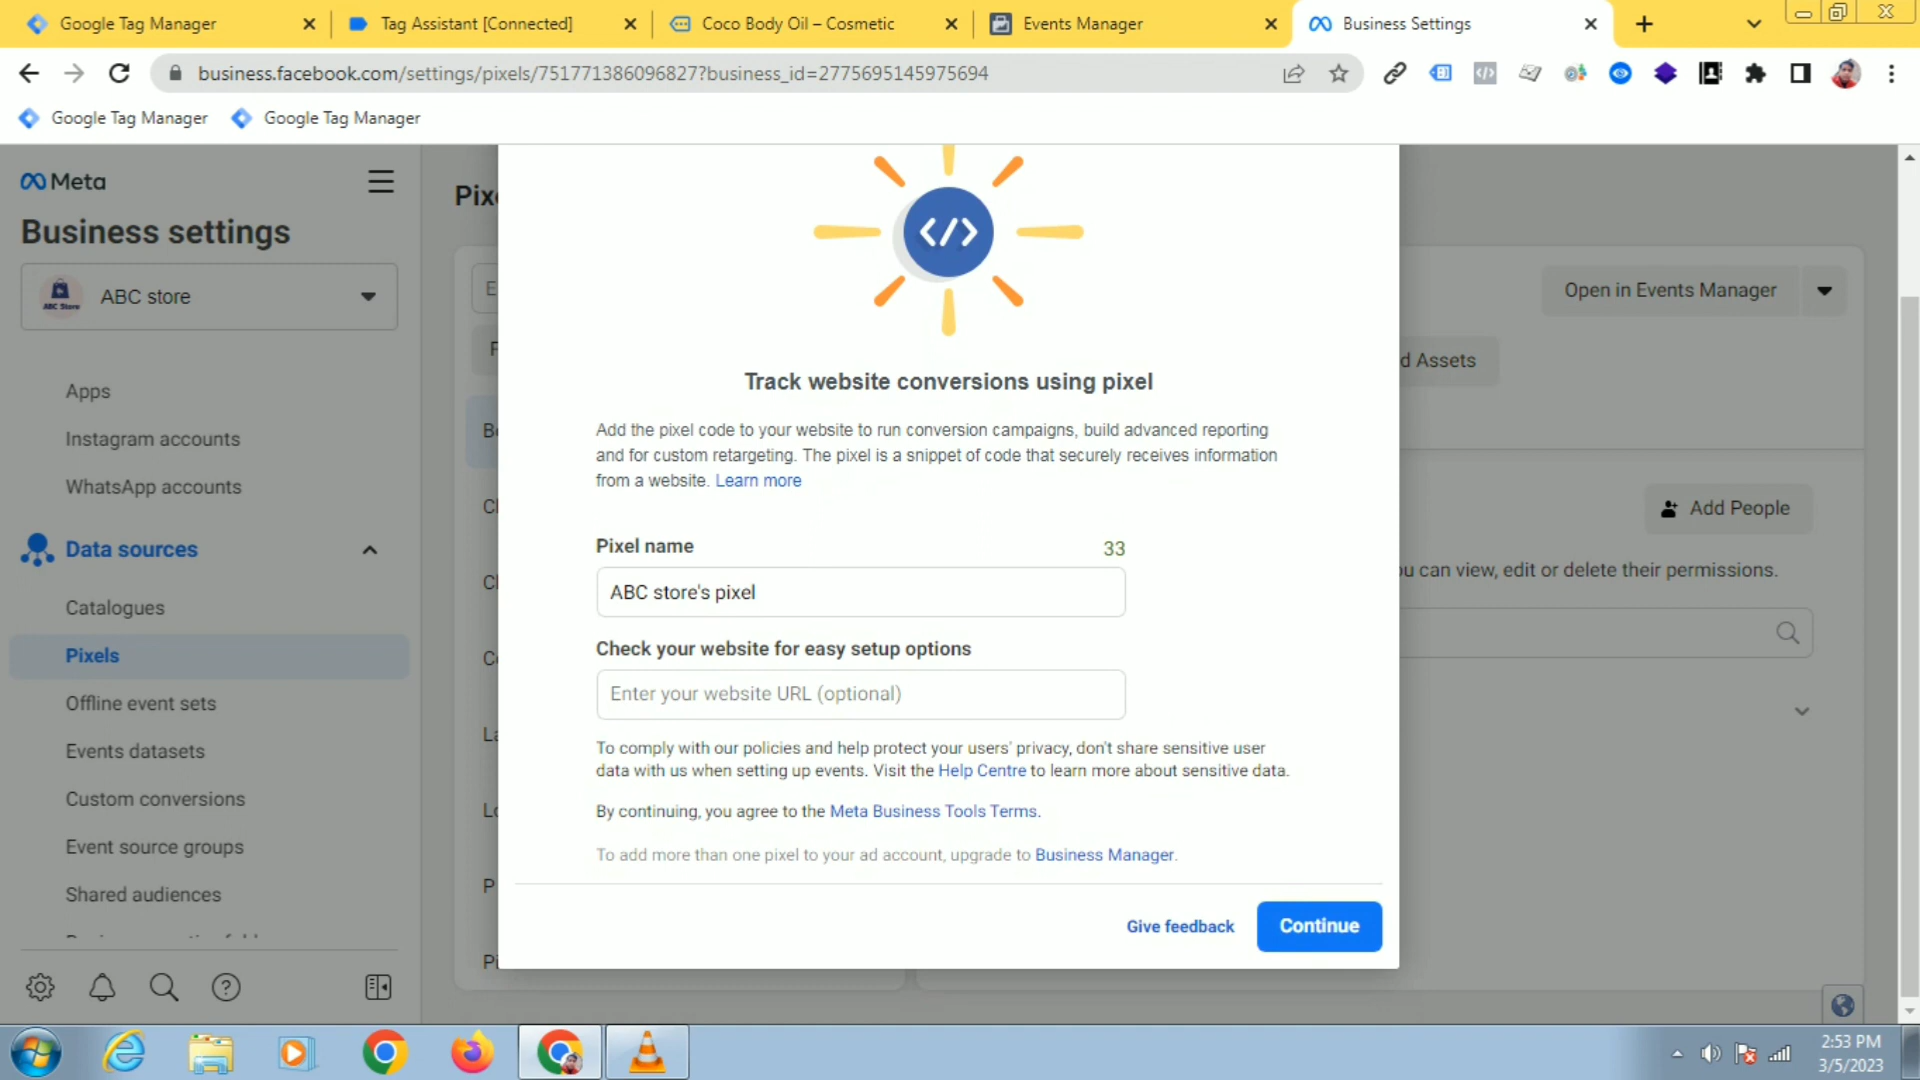 Google Tag Manager
Tag Assistant [Connected]
Coco Body Oil – Cosmetic
Events Manager
Business Settings
business.facebook.com/settings/pixels/751771386096827?business_id=2775695145975694
Google Tag Manager
Google Tag Manager
Meta
Business settings
ABC Store
ABC store
Apps
Instagram accounts
WhatsApp accounts
Data sources
Catalogues
Pixels
Offline event sets
Events datasets
Custom conversions
Event source groups
Shared audiences
Pix
Open in Events Manager
d Assets
Add People
ou can view, edit or delete their permissions.
</>
Track website conversions using pixel
Add the pixel code to your website to run conversion campaigns, build advanced reporting
and for custom retargeting. The pixel is a snippet of code that securely receives information
from a website. Learn more
Pixel name
33
ABC store's pixel
Check your website for easy setup options
Enter your website URL (optional)
To comply with our policies and help protect your users' privacy, don't share sensitive user
data with us when setting up events. Visit the Help Centre to learn more about sensitive data.
By continuing, you agree to the Meta Business Tools Terms.
To add more than one pixel to your ad account, upgrade to Business Manager.
Give feedback
Continue
2:53 PM
3/5/2023